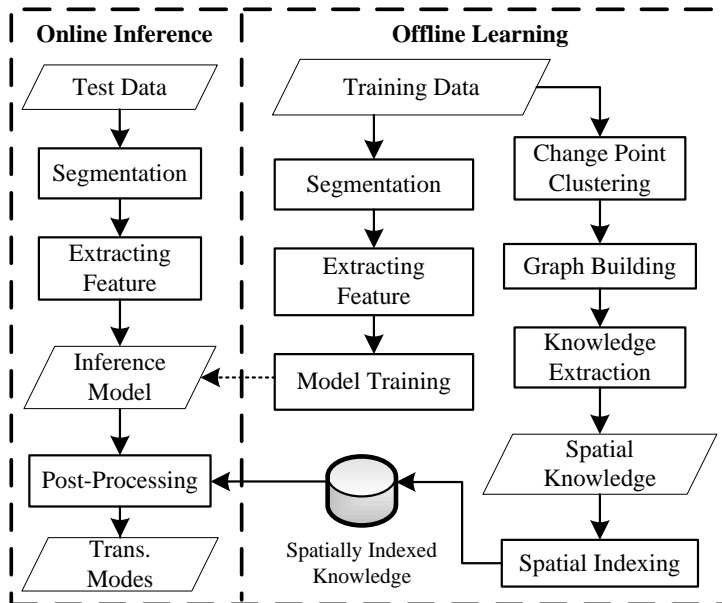 Online Inference
Test Data
Segmentation
Extracting
Feature
Inference
Model
Post-Processing
Trans.
Modes
Offline Learning
Training Data
Segmentation
Extracting
Feature
Model Training
Change Point
Clustering
Graph Building
Knowledge
Extraction
Spatial
Knowledge
Spatial Indexing
Spatially Indexed
Knowledge